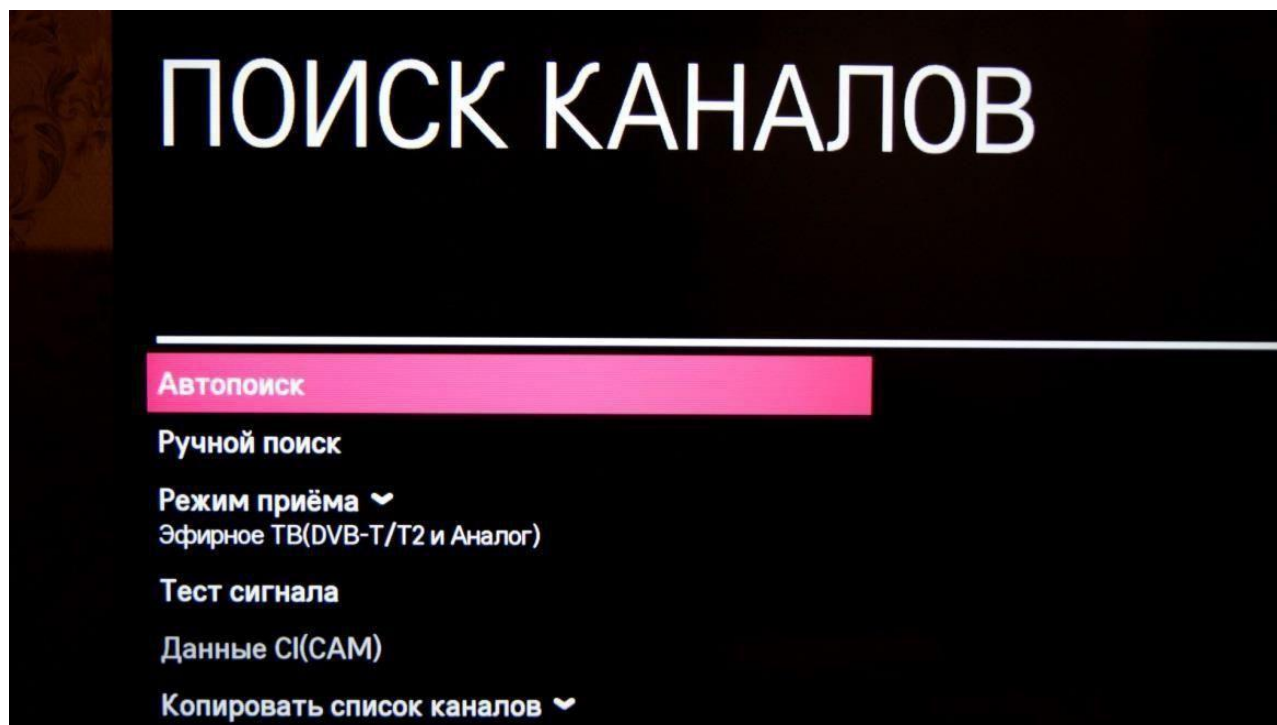 ПОИСК КАНАЛОВ
Автопоиск
Ручной поиск
Режим приёма
Эфирное ТВ(DVB-T/T2 и Аналог)
Тест сигнала
Данные CI(CAM)
Копировать список каналов